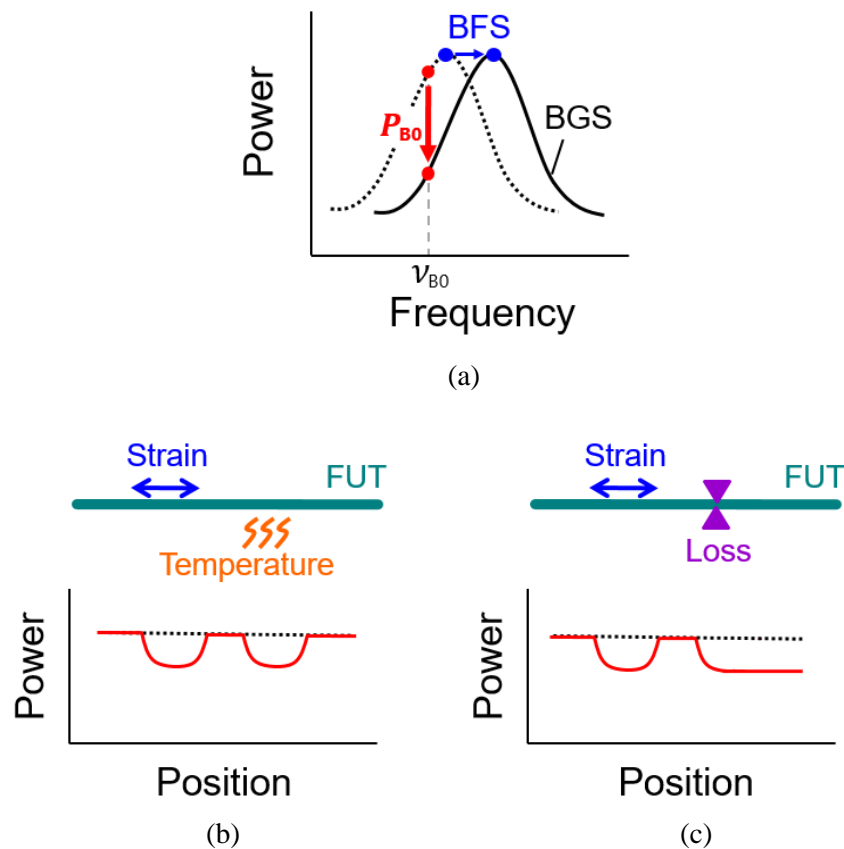 BFS
P_B0
BGS
Power
ν_B0
Frequency
(a)
Strain
FUT
Temperature
Power
Position
(b)
Strain
FUT
Loss
Power
Position
(c)